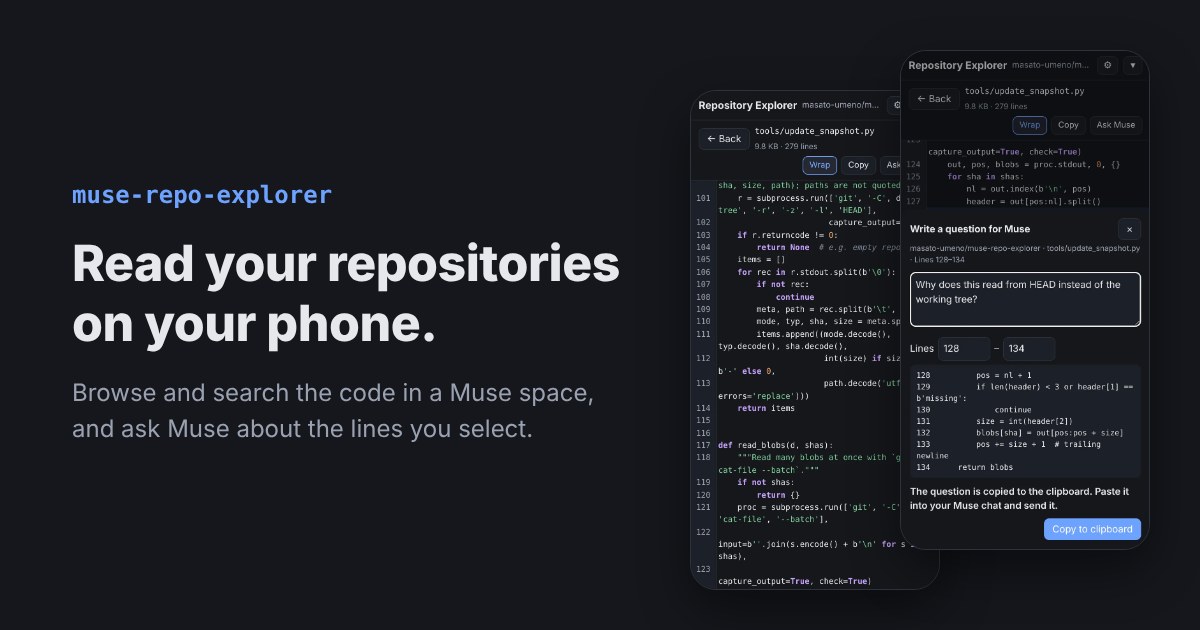 muse-repo-explorer
Read your repositories
on your phone.
Browse and search the code in a Muse space,
and ask Muse about the lines you select.
Repository Explorer masato-umeno/m...
← Back
tools/update_snapshot.py
9.8 KB · 279 lines
Wrap Copy
sha, size, path); paths are not quoted
101     r = subprocess.run(['git', '-C',
tree', '-r', '-z', '-l', 'HEAD'],
102                        capture_output=
103     if r.returncode != 0:
104         return None  # e.g. empty
105     items = []
106     for rec in r.stdout.split(b'\0'):
107         if not rec:
108             continue
109         meta, path = rec.split(b'\t',
110         mode, typ, sha, size =
111         items.append((mode.decode(),
typ.decode(), sha.decode(),
112                       int(size) if
b'-' else 0,
113                       
errors='replace')))
114     return items
115
116
117 def read_blobs(d, shas):
118     """Read many blobs at once with
cat-file --batch`."""
119     if not shas:
120         return {}
121     proc = subprocess.run(['git', '-C'
'cat-file', '--batch'],
122
input=b''.join(s.encode() + b'\n' for
shas),
123
capture_output=True, check=True)
Repository Explorer masato-umeno/m... ⚙ ▾
← Back
tools/update_snapshot.py
9.8 KB · 279 lines
Wrap Copy Ask Muse
capture_output=True, check=True)
124     out, pos, blobs = proc.stdout, 0, {}
125     for sha in shas:
126         nl = out.index(b'\n', pos)
127         header = out[pos:nl].split()
Write a question for Muse ×
masato-umeno/muse-repo-explorer · tools/update_snapshot.py
· Lines 128–134
Why does this read from HEAD instead of the
working tree?
Lines 128 – 134
128         pos = nl + 1
129         if len(header) < 3 or header[1] ==
b'missing':
130             continue
131         size = int(header[2])
132         blobs[sha] = out[pos:pos + size]
133         pos += size + 1  # trailing
newline
134     return blobs
The question is copied to the clipboard. Paste it
into your Muse chat and send it.
Copy to clipboard